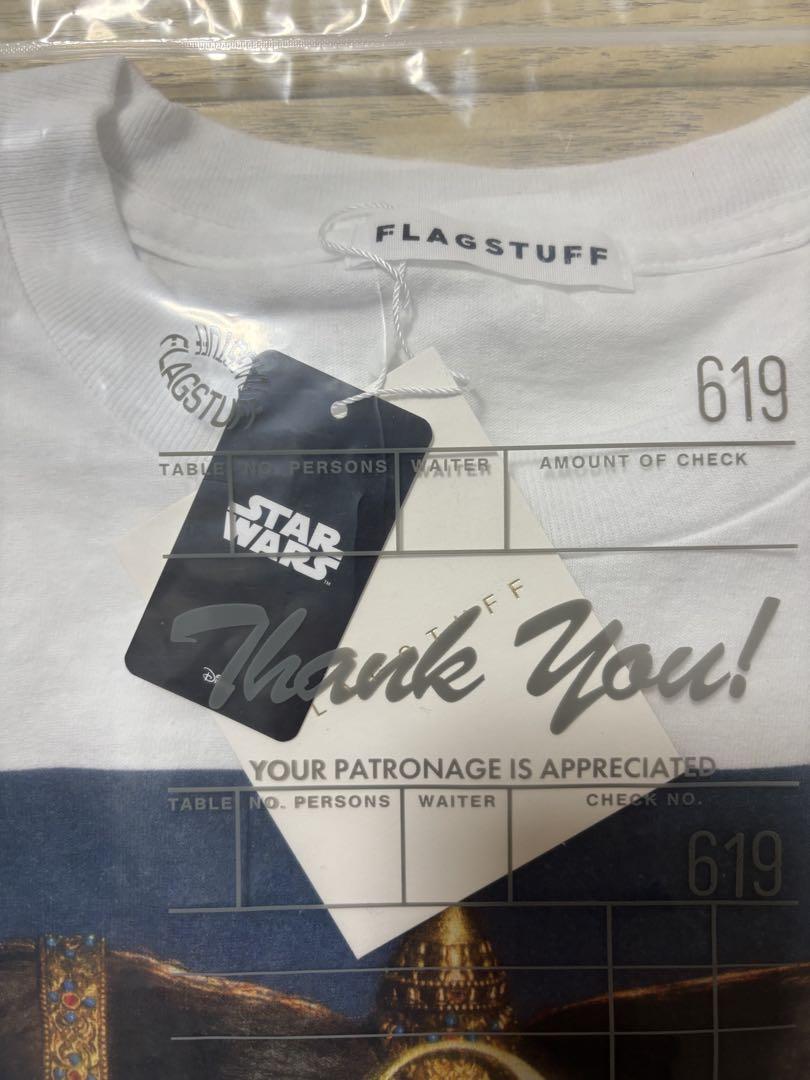 FLAGSTUFF
FLAGSTUFF
619
TABLE NO. PERSONS WAITER AMOUNT OF CHECK
STAR
WARS
TM
Thank You!
YOUR PATRONAGE IS APPRECIATED
TABLE NO. PERSONS WAITER CHECK NO.
619